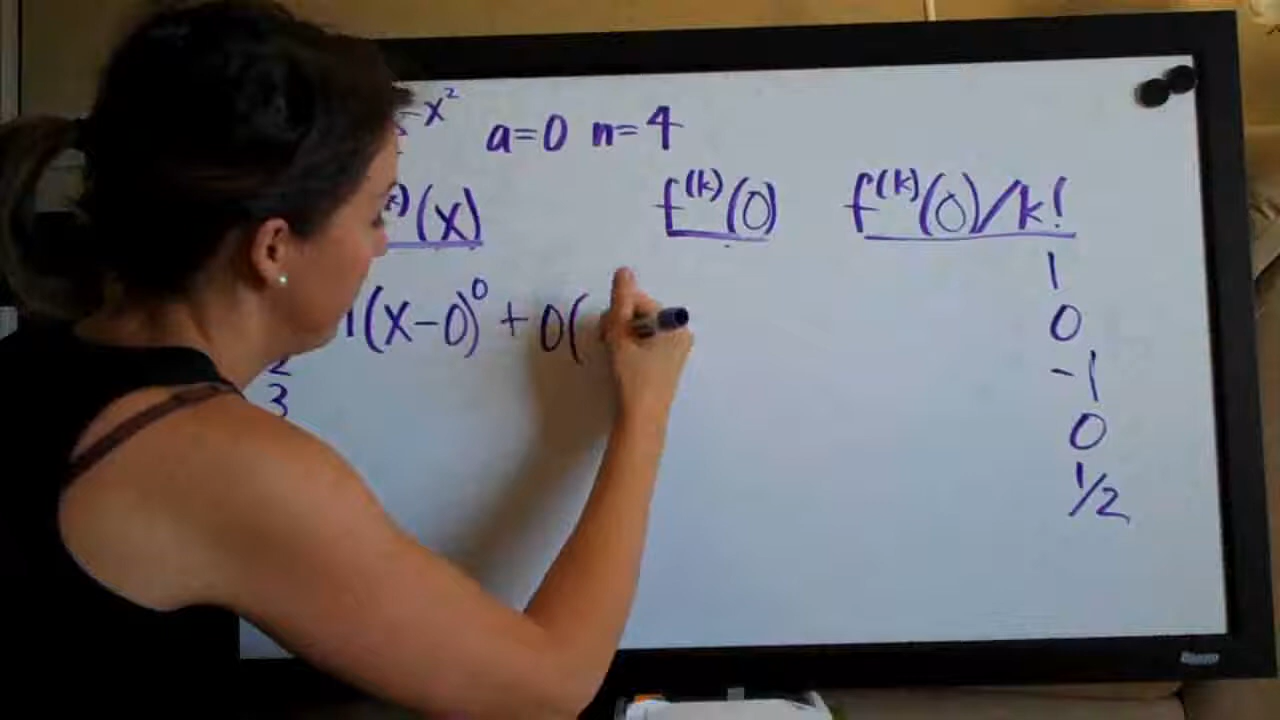 -x² a=0 n=4
(x) f⁽ᵏ⁾(0) f⁽ᵏ⁾(0)/k!
1
1(x-0)⁰ + 0( 0
2 -1
3 0
1/2